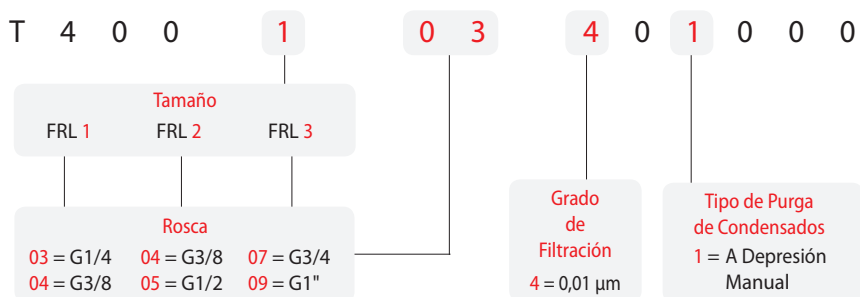 T 4 0 0 1 0 3 4 0 1 0 0 0
Tamaño
FRL 1 FRL 2 FRL 3
Rosca
03 = G1/4 04 = G3/8 07 = G3/4
04 = G3/8 05 = G1/2 09 = G1"
Grado
de
Filtración
4 = 0,01 µm
Tipo de Purga
de Condensados
1 = A Depresión
Manual